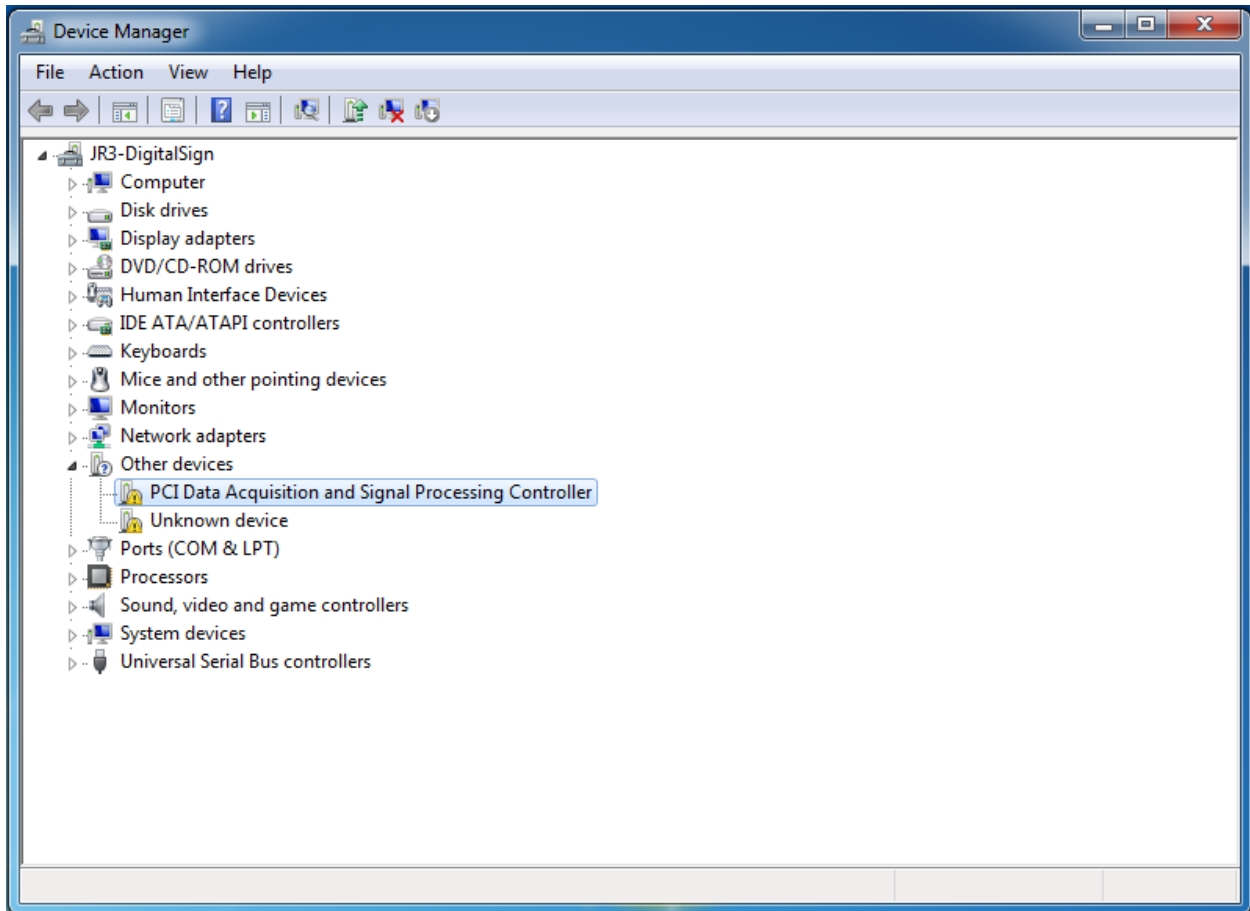 Device Manager
File Action View Help
JR3-DigitalSign
Computer
Disk drives
Display adapters
DVD/CD-ROM drives
Human Interface Devices
IDE ATA/ATAPI controllers
Keyboards
Mice and other pointing devices
Monitors
Network adapters
Other devices
PCI Data Acquisition and Signal Processing Controller
Unknown device
Ports (COM & LPT)
Processors
Sound, video and game controllers
System devices
Universal Serial Bus controllers